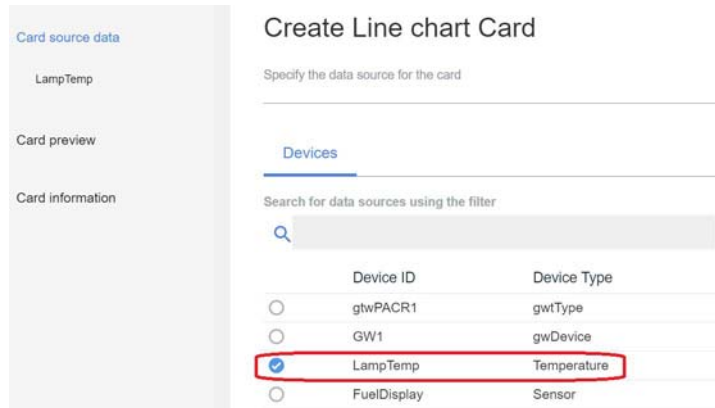 Card source data
LampTemp
Card preview
Card information
Create Line chart Card
Specify the data source for the card
Devices
Search for data sources using the filter
Device ID Device Type
gtwPACR1 gwtType
GW1 gwDevice
LampTemp Temperature
FuelDisplay Sensor